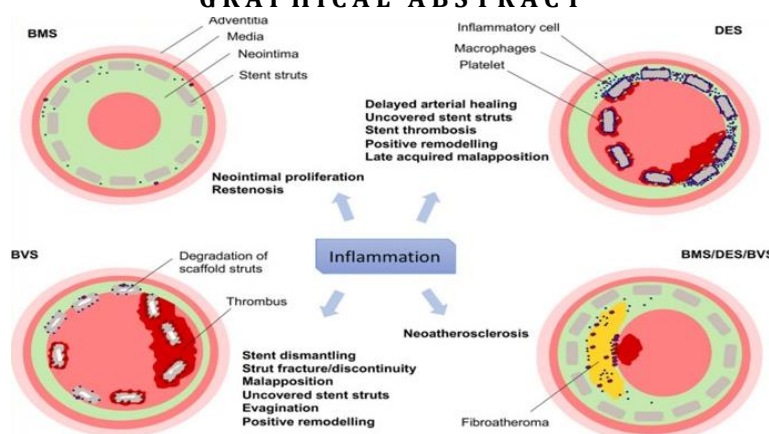 GRAPHICAL ABSTRACT
BMS
Adventitia
Media
Neointima
Stent struts
Neointimal proliferation
Restenosis
Inflammatory cell
Macrophages
Platelet
DES
Delayed arterial healing
Uncovered stent struts
Stent thrombosis
Positive remodelling
Late acquired malapposition
Inflammation
BVS
Degradation of
scaffold struts
Thrombus
Stent dismantling
Strut fracture/discontinuity
Malapposition
Uncovered stent struts
Evagination
Positive remodelling
BMS/DES/BVS
Neoatherosclerosis
Fibroatheroma